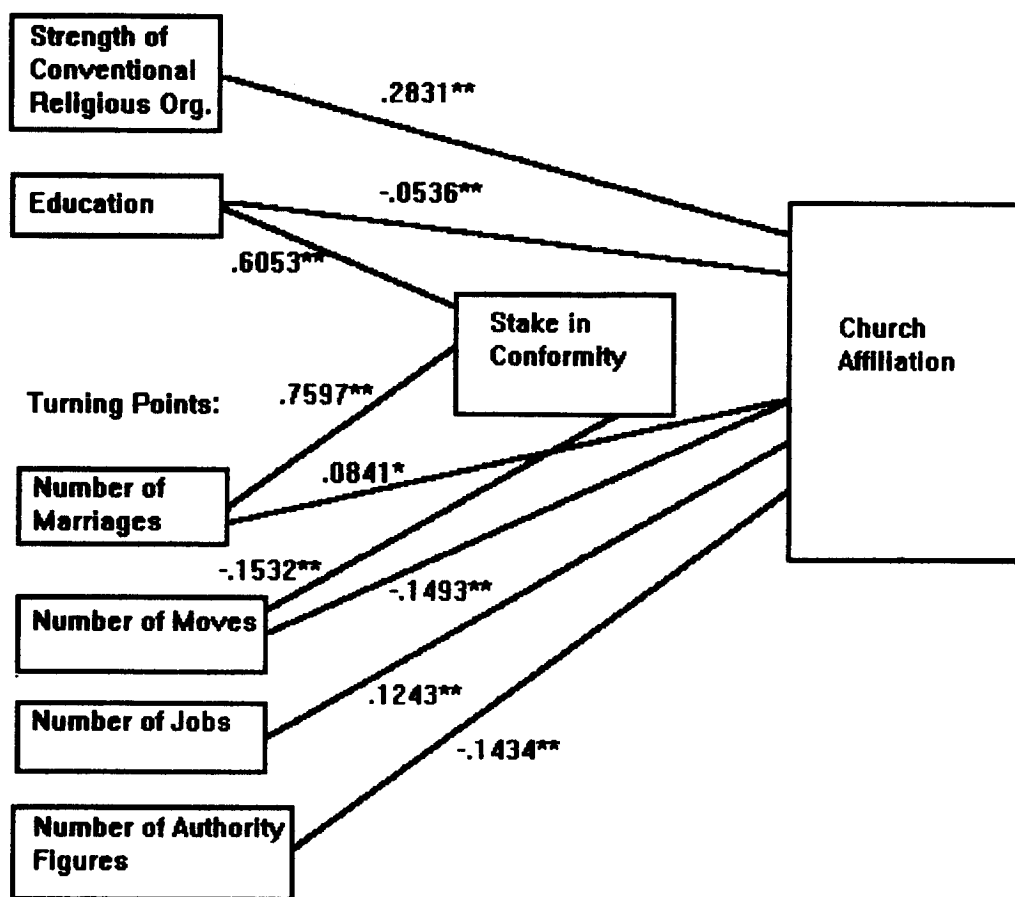 Strength of
Conventional
Religious Org.
.2831**
-.0536**
Education
.6053**
Stake in
Conformity
Church
Affiliation
.7597**
Turning Points:
.0841*
Number of
Marriages
-.1532**
-.1493**
Number of Moves
.1243**
Number of Jobs
-.1434**
Number of Authority
Figures